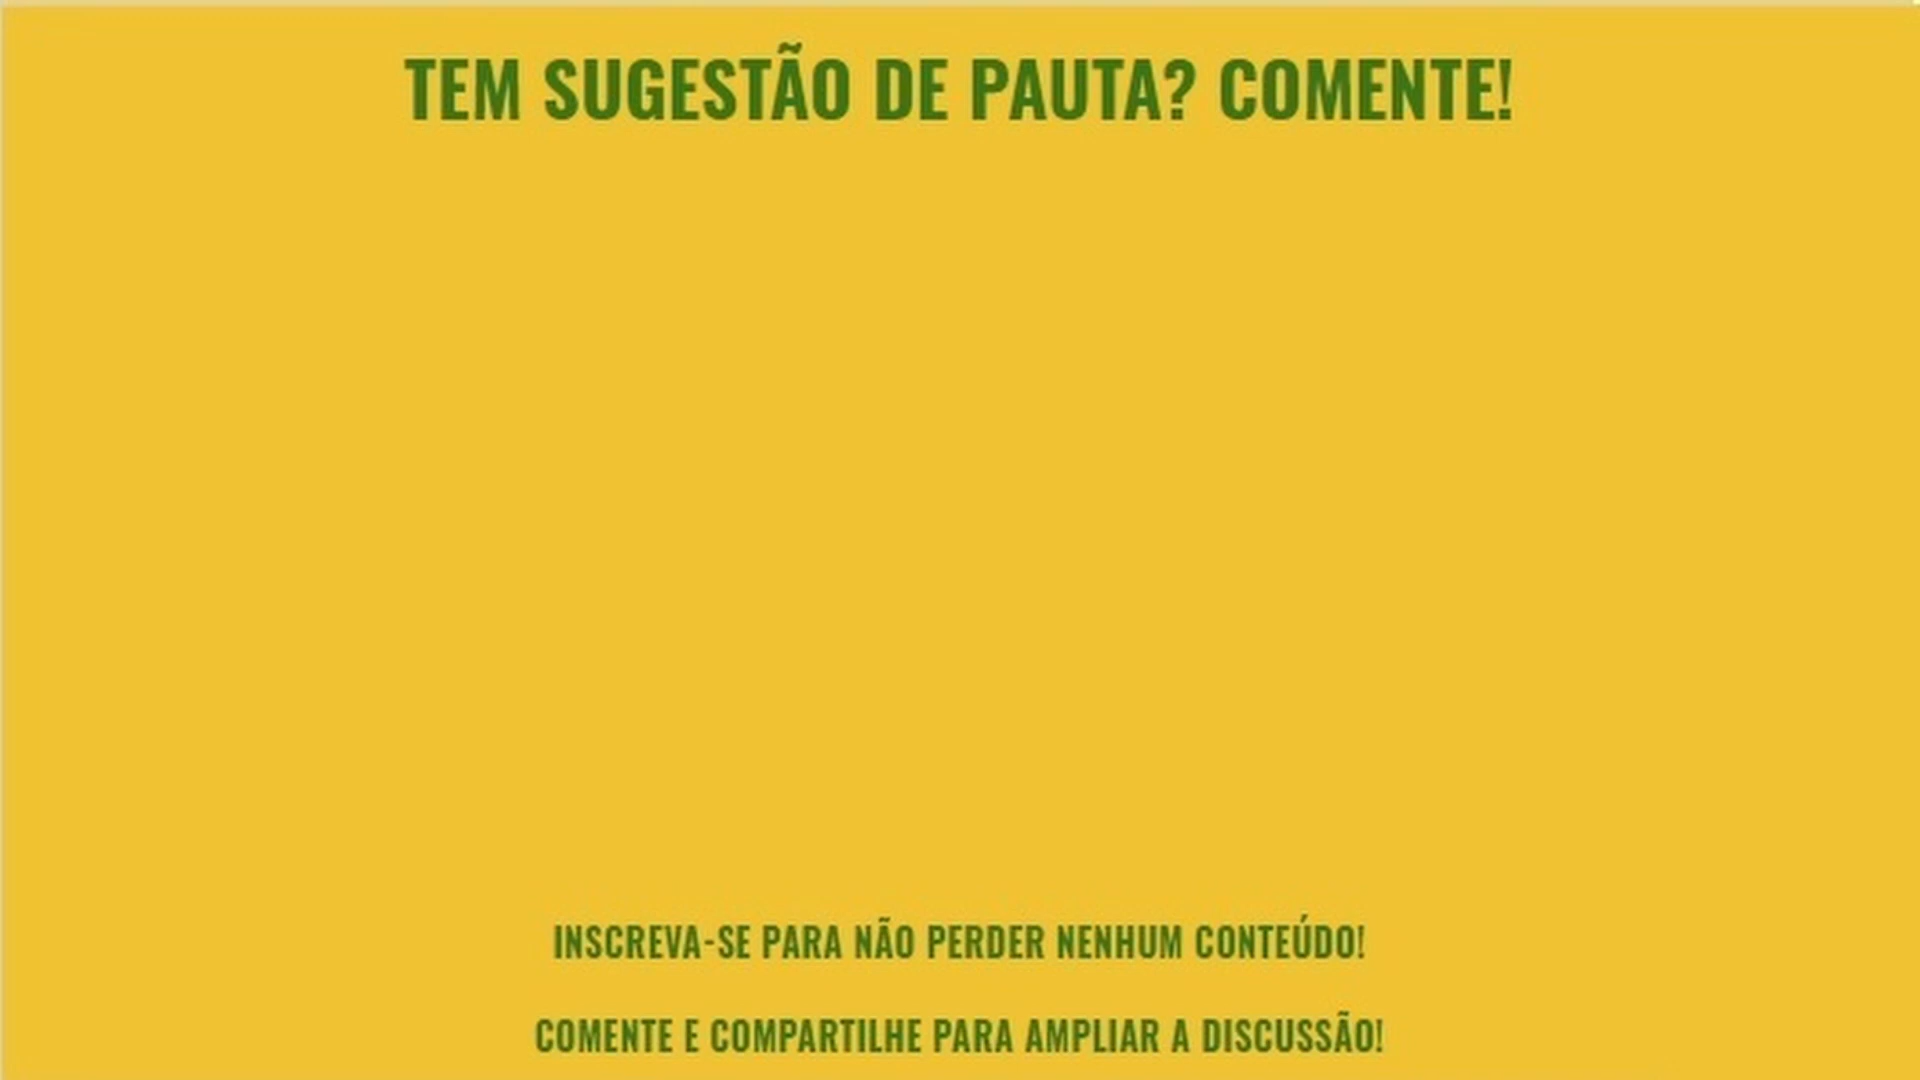 TEM SUGESTÃO DE PAUTA? COMENTE!
INSCREVA-SE PARA NÃO PERDER NENHUM CONTEÚDO!
COMENTE E COMPARTILHE PARA AMPLIAR A DISCUSSÃO!